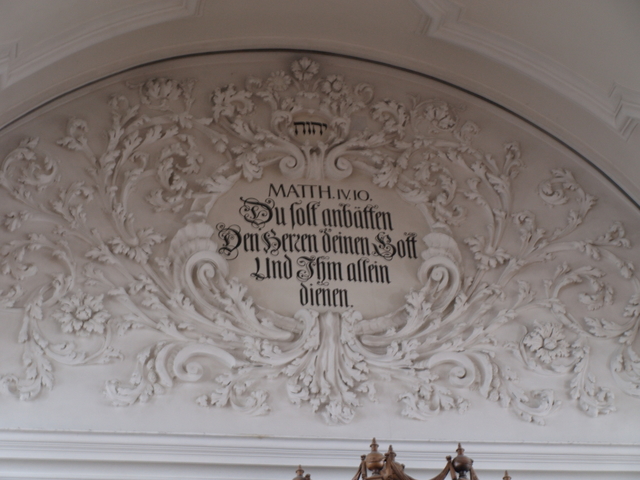 יהוה
MATTH. IV. 10.
Du soll anbätten
Den Herren deinen Gott
Und Ihm allein
dienen.